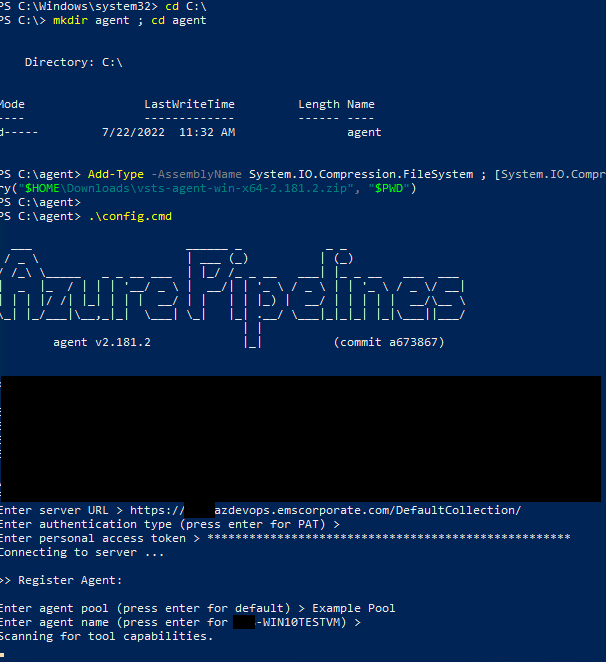 PS C:\Windows\system32> cd C:\
PS C:\> mkdir agent ; cd agent
Directory: C:\
Mode LastWriteTime Length Name
---- ------------- ------ ----
d----- 7/22/2022 11:32 AM agent
PS C:\agent> Add-Type -AssemblyName System.IO.Compression.FileSystem ; [System.IO.Compr
ry("$HOME\Downloads\vsts-agent-win-x64-2.181.2.zip", "$PWD")
PS C:\agent>
PS C:\agent> .\config.cmd
Azure Pipelines
agent v2.181.2 (commit a673867)
Enter server URL > https:// azdevops.emscorporate.com/DefaultCollection/
Enter authentication type (press enter for PAT) >
Enter personal access token > ****************************************************
Connecting to server ...
>> Register Agent:
Enter agent pool (press enter for default) > Example Pool
Enter agent name (press enter for -WIN10TESTVM) >
Scanning for tool capabilities.